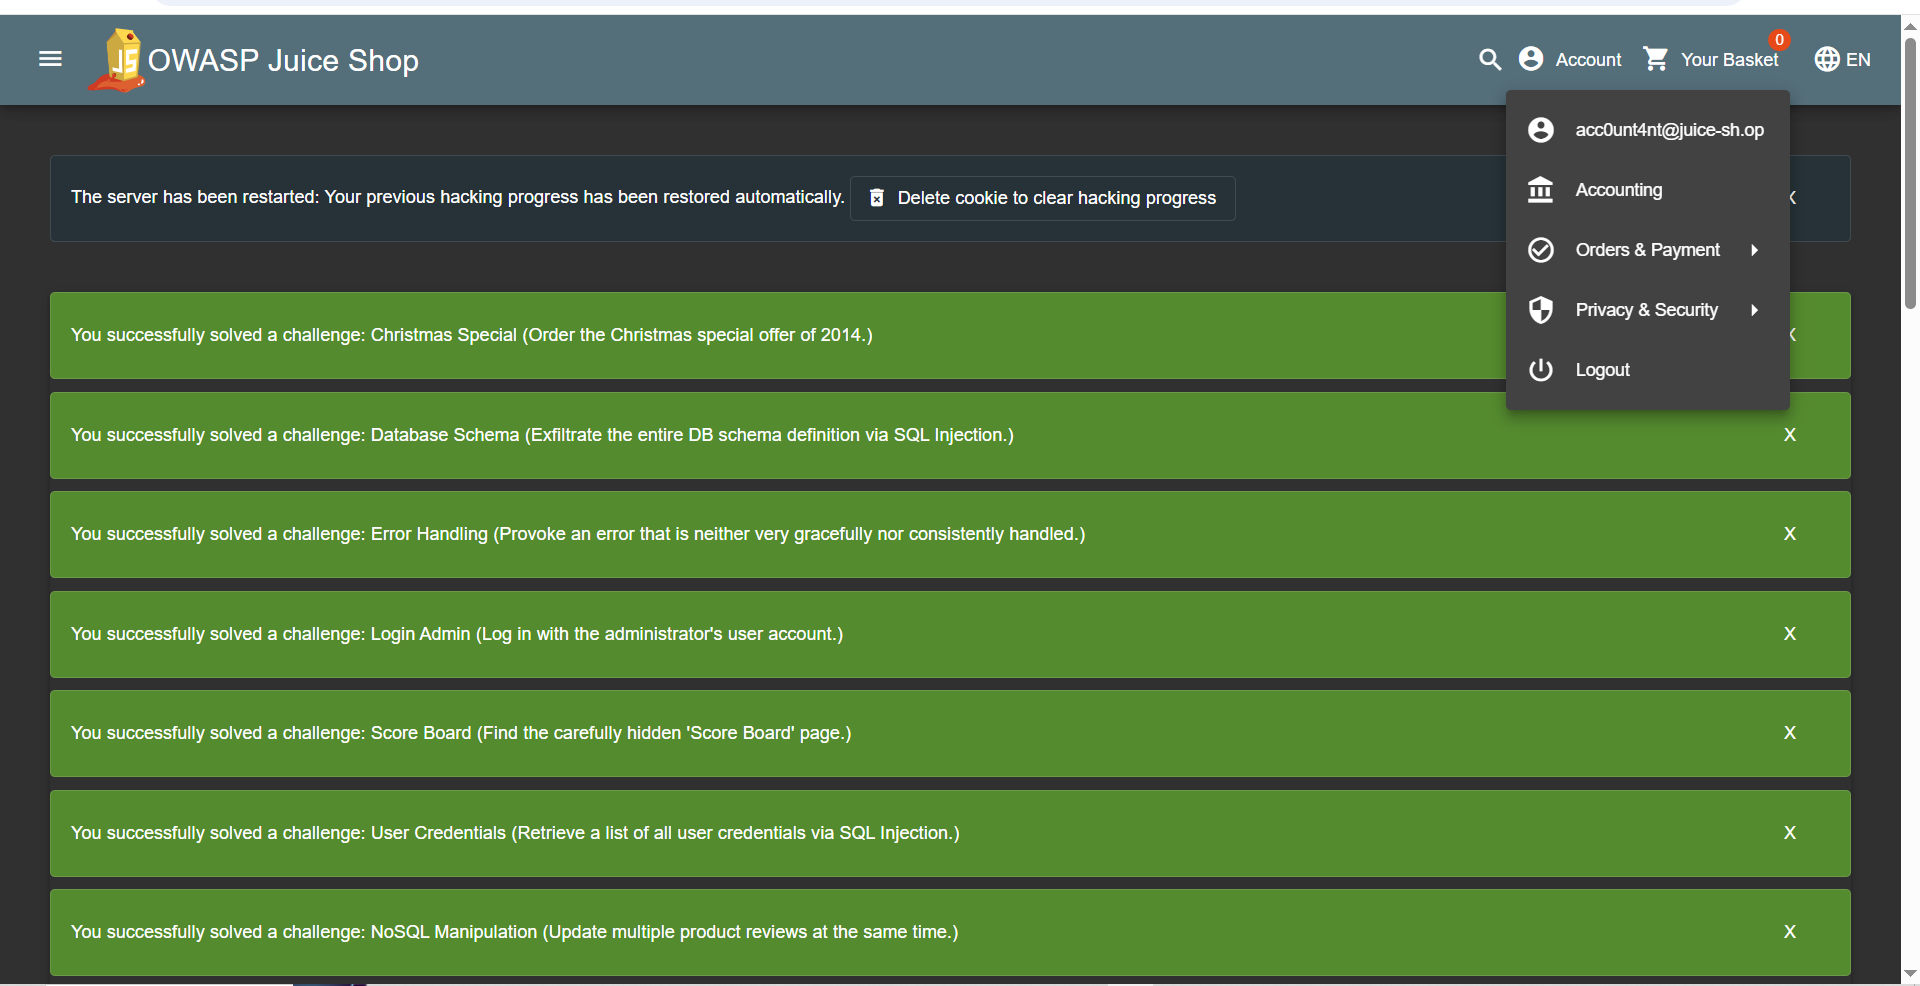 OWASP Juice Shop
Account
Your Basket
0
EN
acc0unt4nt@juice-sh.op
Accounting
Orders & Payment
Privacy & Security
Logout
The server has been restarted: Your previous hacking progress has been restored automatically. Delete cookie to clear hacking progress X
You successfully solved a challenge: Christmas Special (Order the Christmas special offer of 2014.) X
You successfully solved a challenge: Database Schema (Exfiltrate the entire DB schema definition via SQL Injection.) X
You successfully solved a challenge: Error Handling (Provoke an error that is neither very gracefully nor consistently handled.) X
You successfully solved a challenge: Login Admin (Log in with the administrator's user account.) X
You successfully solved a challenge: Score Board (Find the carefully hidden 'Score Board' page.) X
You successfully solved a challenge: User Credentials (Retrieve a list of all user credentials via SQL Injection.) X
You successfully solved a challenge: NoSQL Manipulation (Update multiple product reviews at the same time.) X